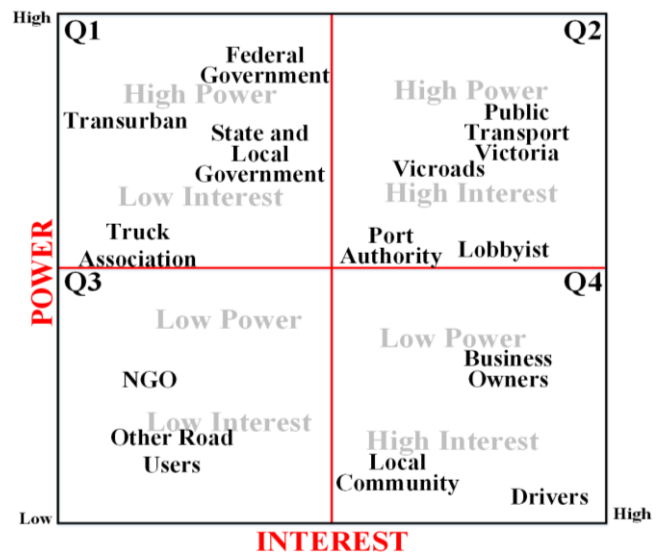 High
Q1
Q2
Federal
Government
High Power
High Power
Transurban
Public
Transport
Victoria
State and
Local
Government
Vicroads
Low Interest
High Interest
Truck
Association
Port
Authority
Lobbyist
POWER
Q3
Q4
Low Power
Low Power
NGO
Business
Owners
Low Interest
High Interest
Other Road
Users
Local
Community
Drivers
Low
High
INTEREST